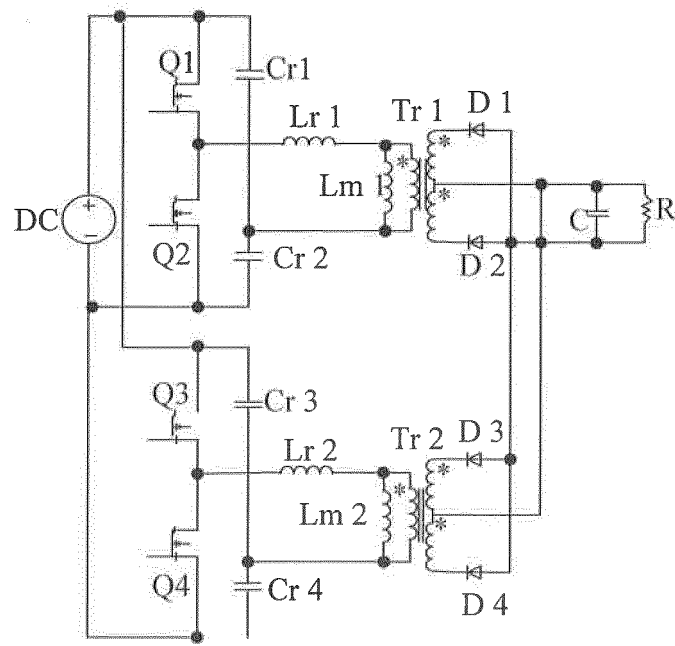 Q1
Cr1
Lr 1
Tr 1
D 1
*
*
*
Lm 1
DC
+
−
C
R
Q2
Cr 2
D 2
Q3
Cr 3
Lr 2
Tr 2
D 3
*
*
*
Lm 2
Q4
Cr 4
D 4